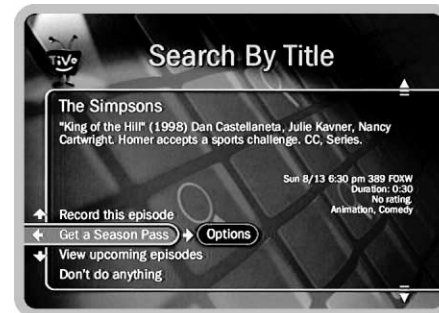 TiVo
Search By Title
The Simpsons
"King of the Hill" (1998) Dan Castellaneta, Julie Kavner, Nancy
Cartwright. Homer accepts a sports challenge. CC, Series.
Sun 8/13 6:30 pm 389 FOXW
Duration: 0:30
No rating.
Animation, Comedy
Record this episode
Get a Season Pass Options
View upcoming episodes
Don't do anything